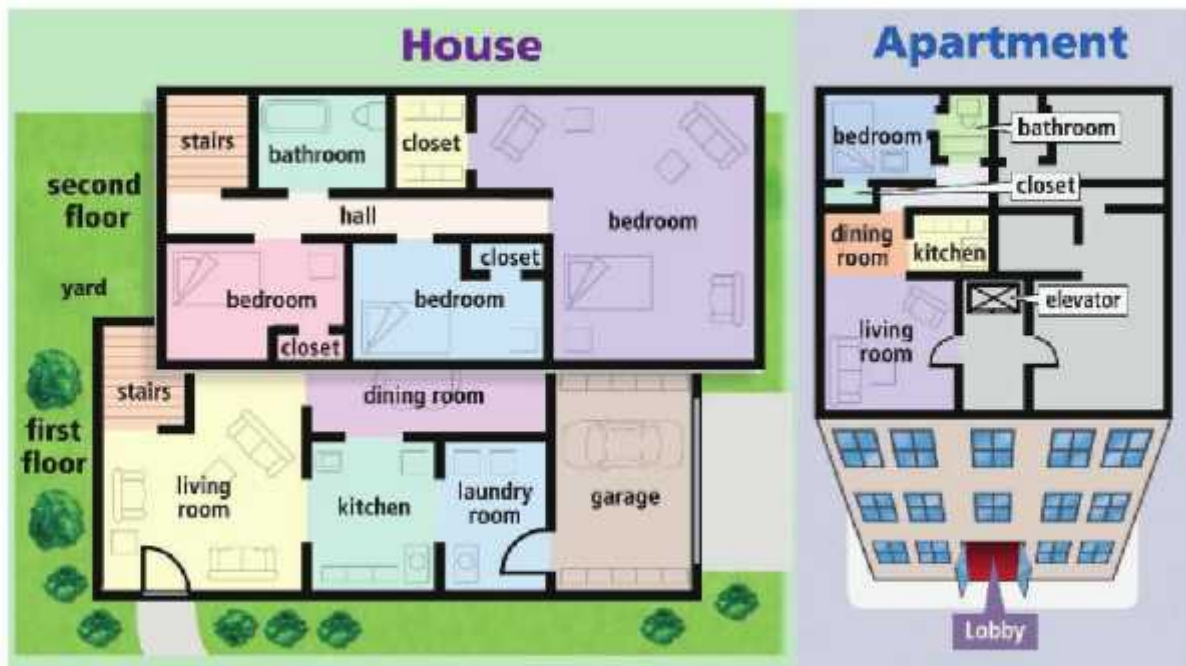 House
stairs
bathroom
closet
second
floor
hall
bedroom
closet
yard
bedroom
bedroom
closet
stairs
dining room
first
floor
living
room
kitchen
laundry
room
garage
Apartment
bedroom
bathroom
closet
dining
room
kitchen
elevator
living
room
Lobby